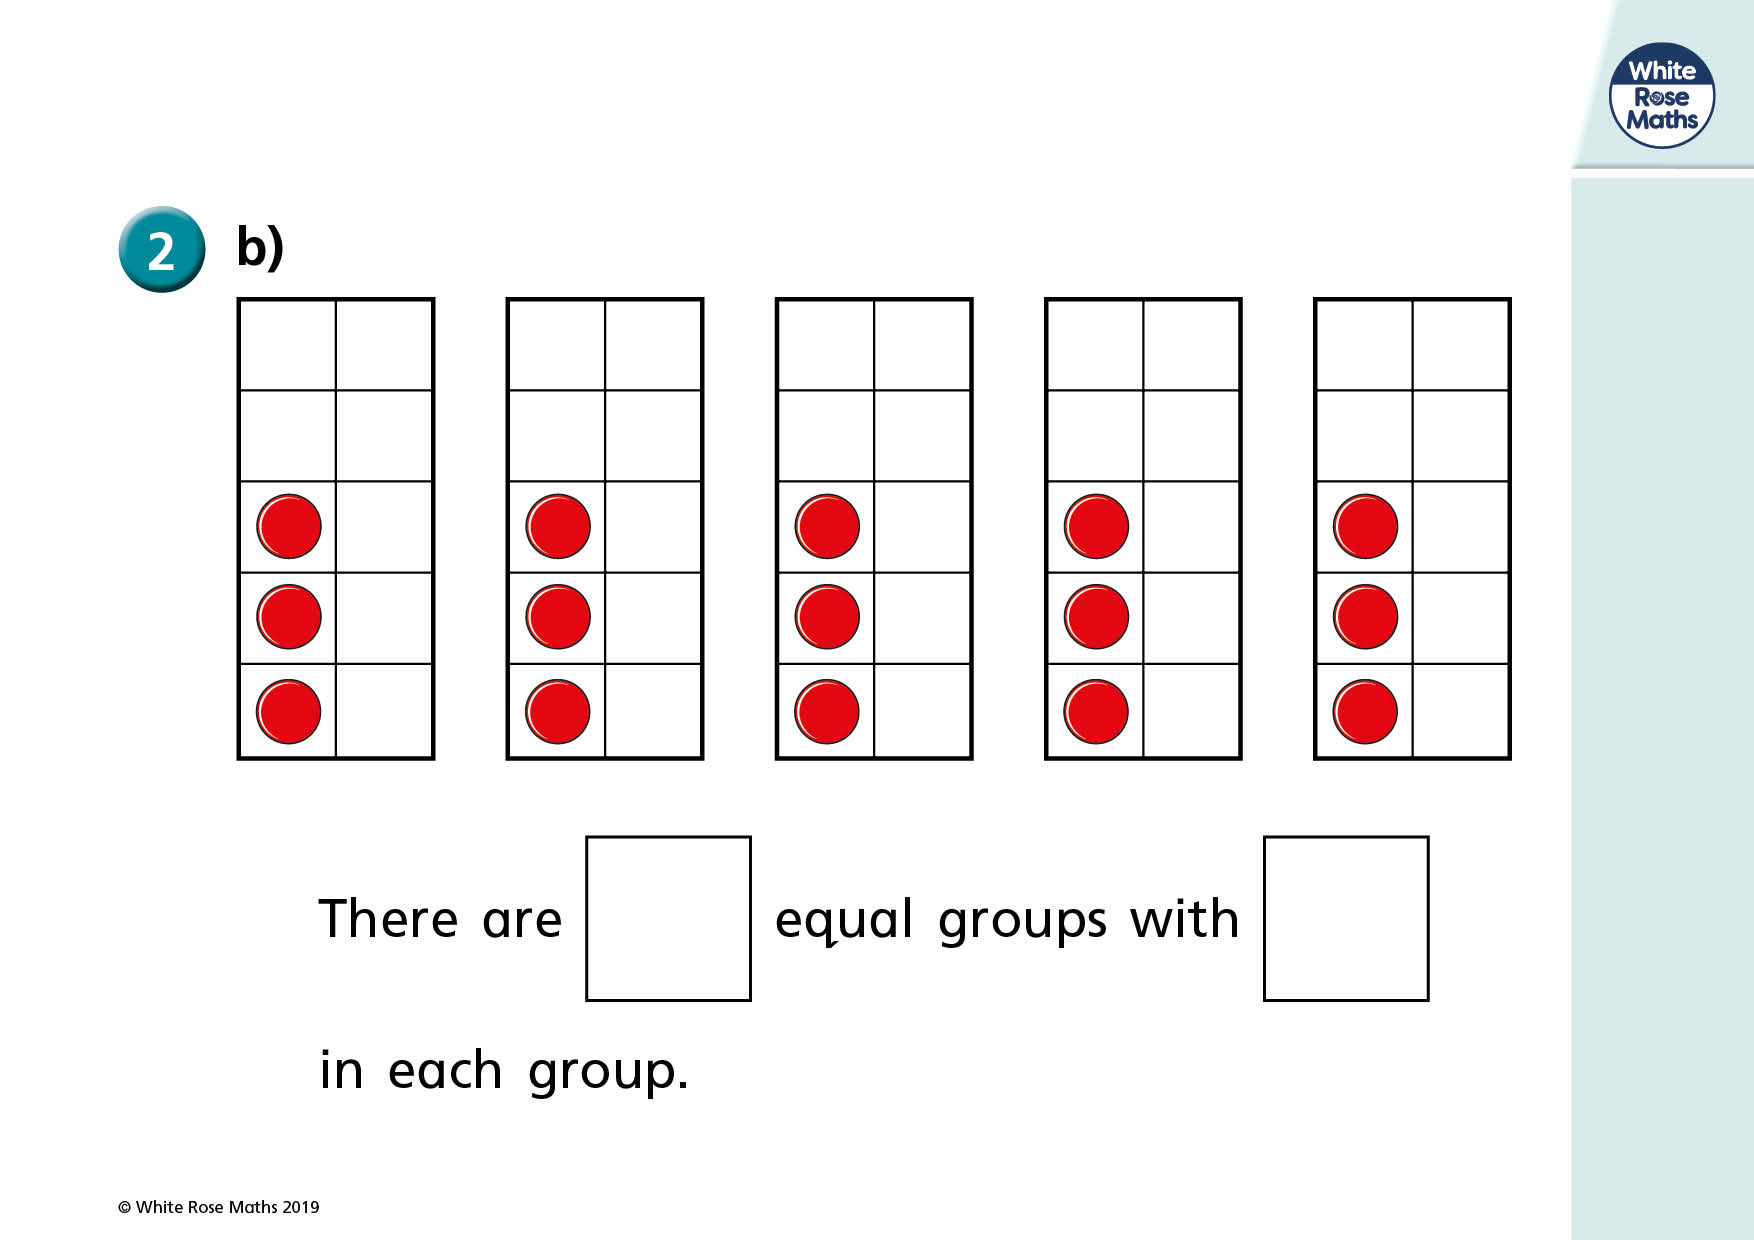 White
Rose
Maths
2 b)
There are equal groups with
in each group.
© White Rose Maths 2019